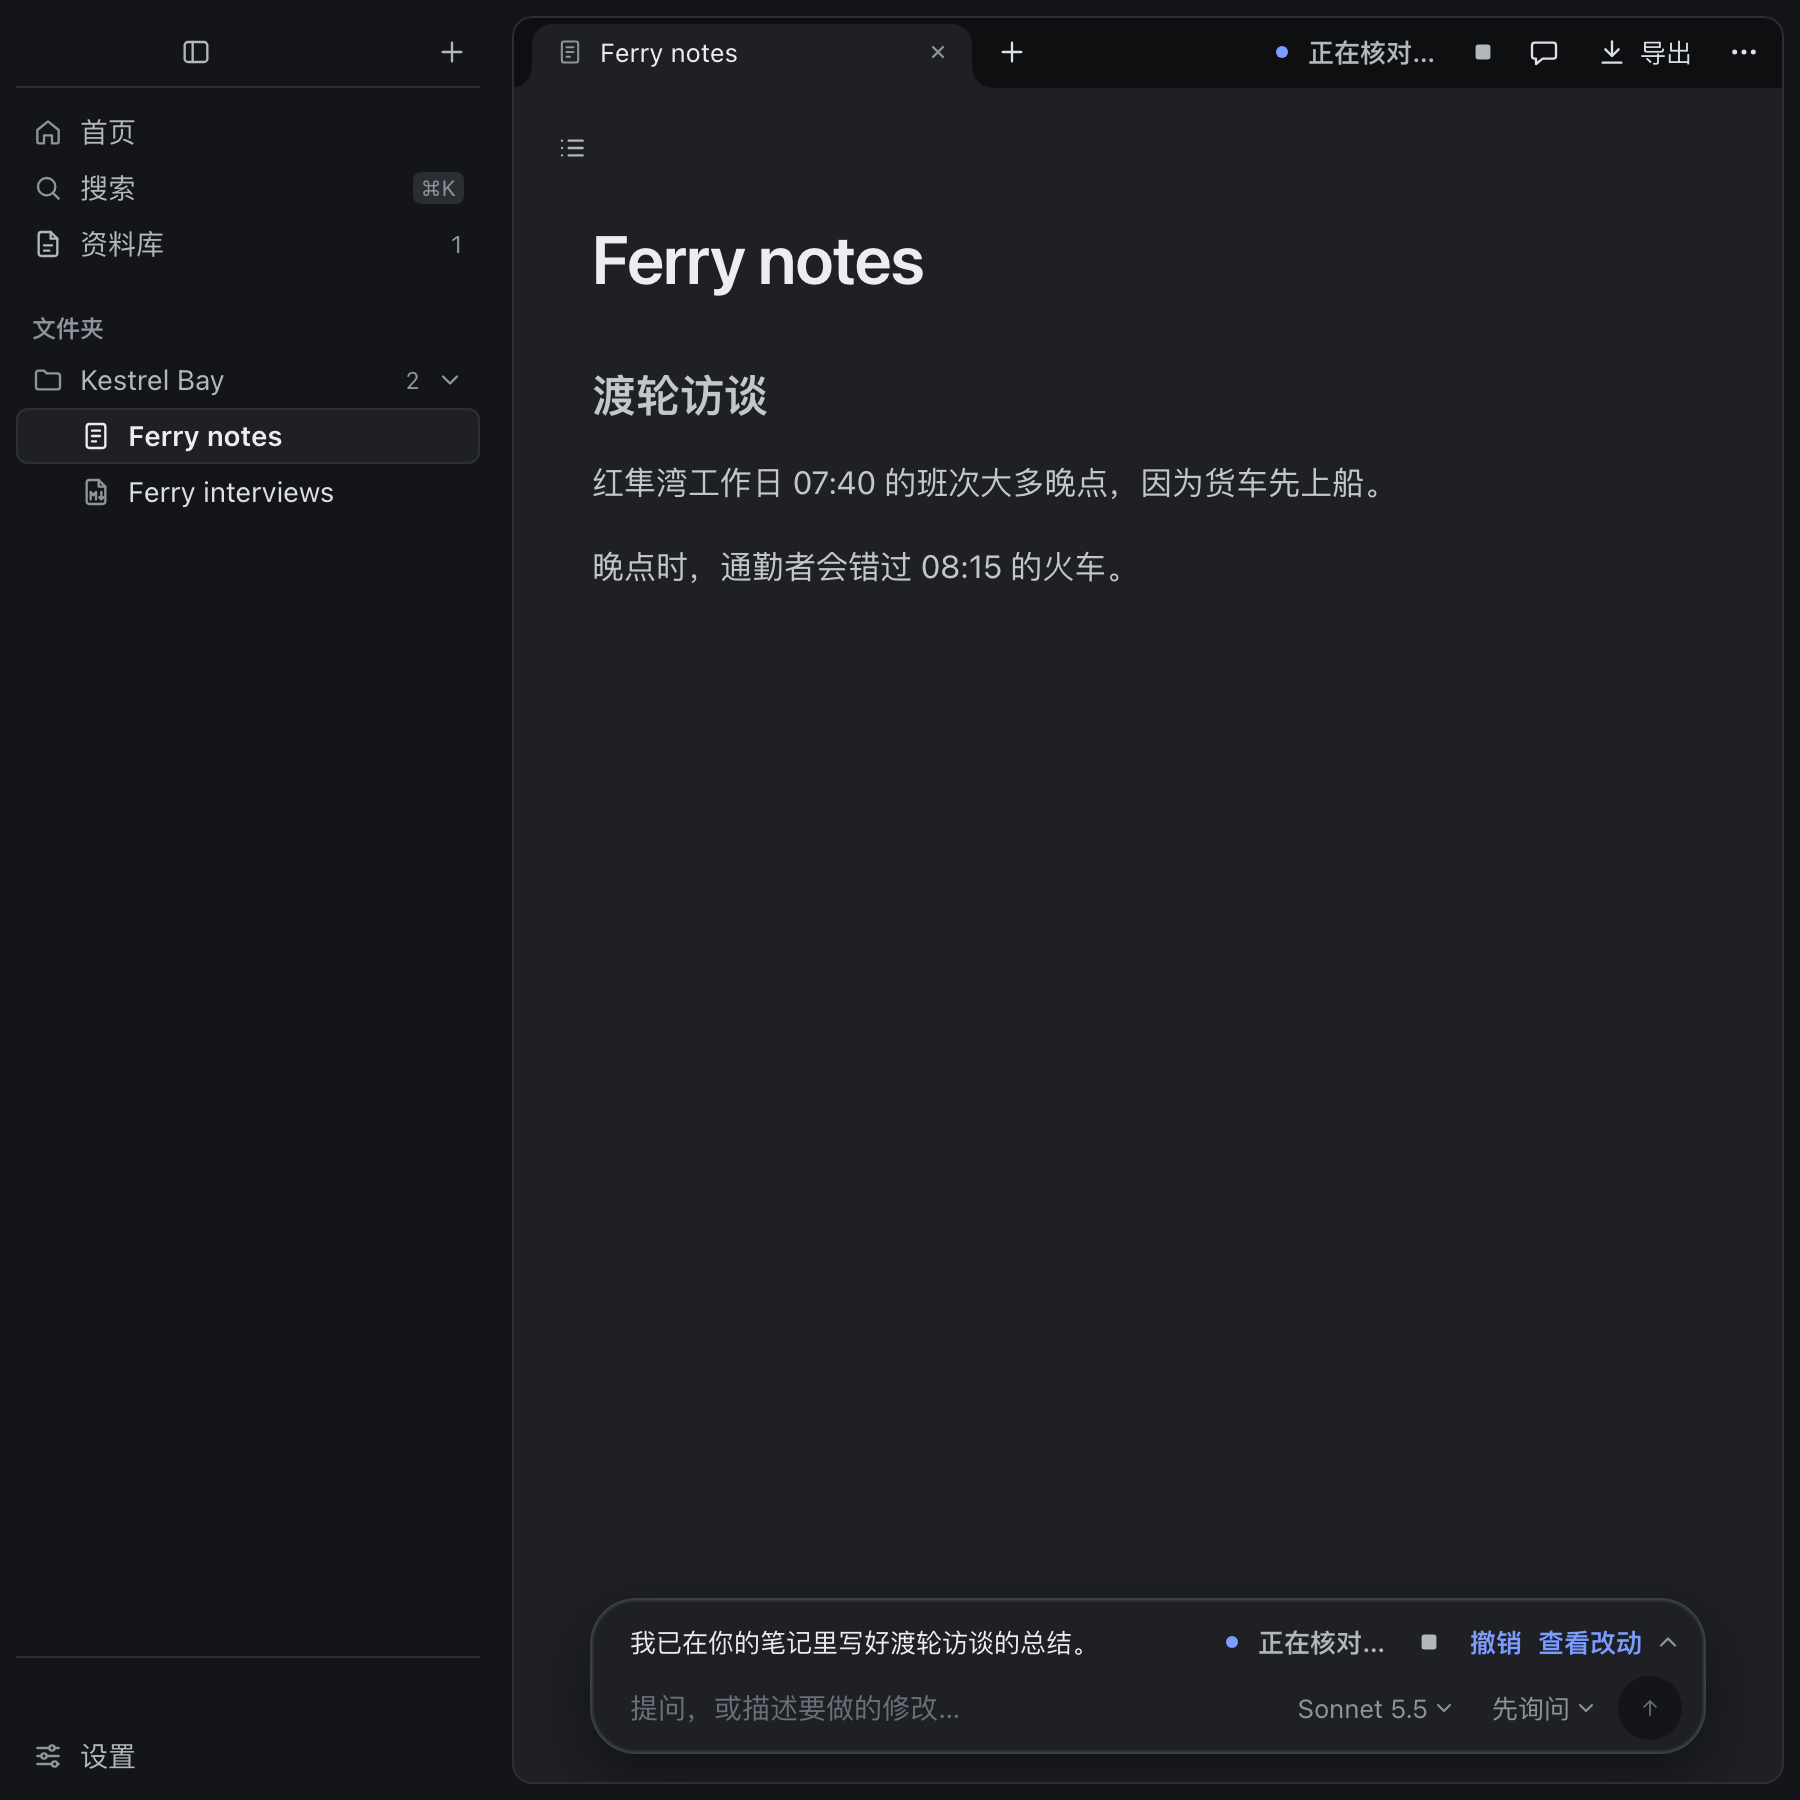 首页
搜索 ⌘K
资料库 1
文件夹
Kestrel Bay 2
Ferry notes
Ferry interviews
设置
Ferry notes
正在核对...
导出
Ferry notes
渡轮访谈
红隼湾工作日 07:40 的班次大多晚点，因为货车先上船。
晚点时，通勤者会错过 08:15 的火车。
我已在你的笔记里写好渡轮访谈的总结。 正在核对... 撤销 查看改动
提问，或描述要做的修改... Sonnet 5.5 先询问